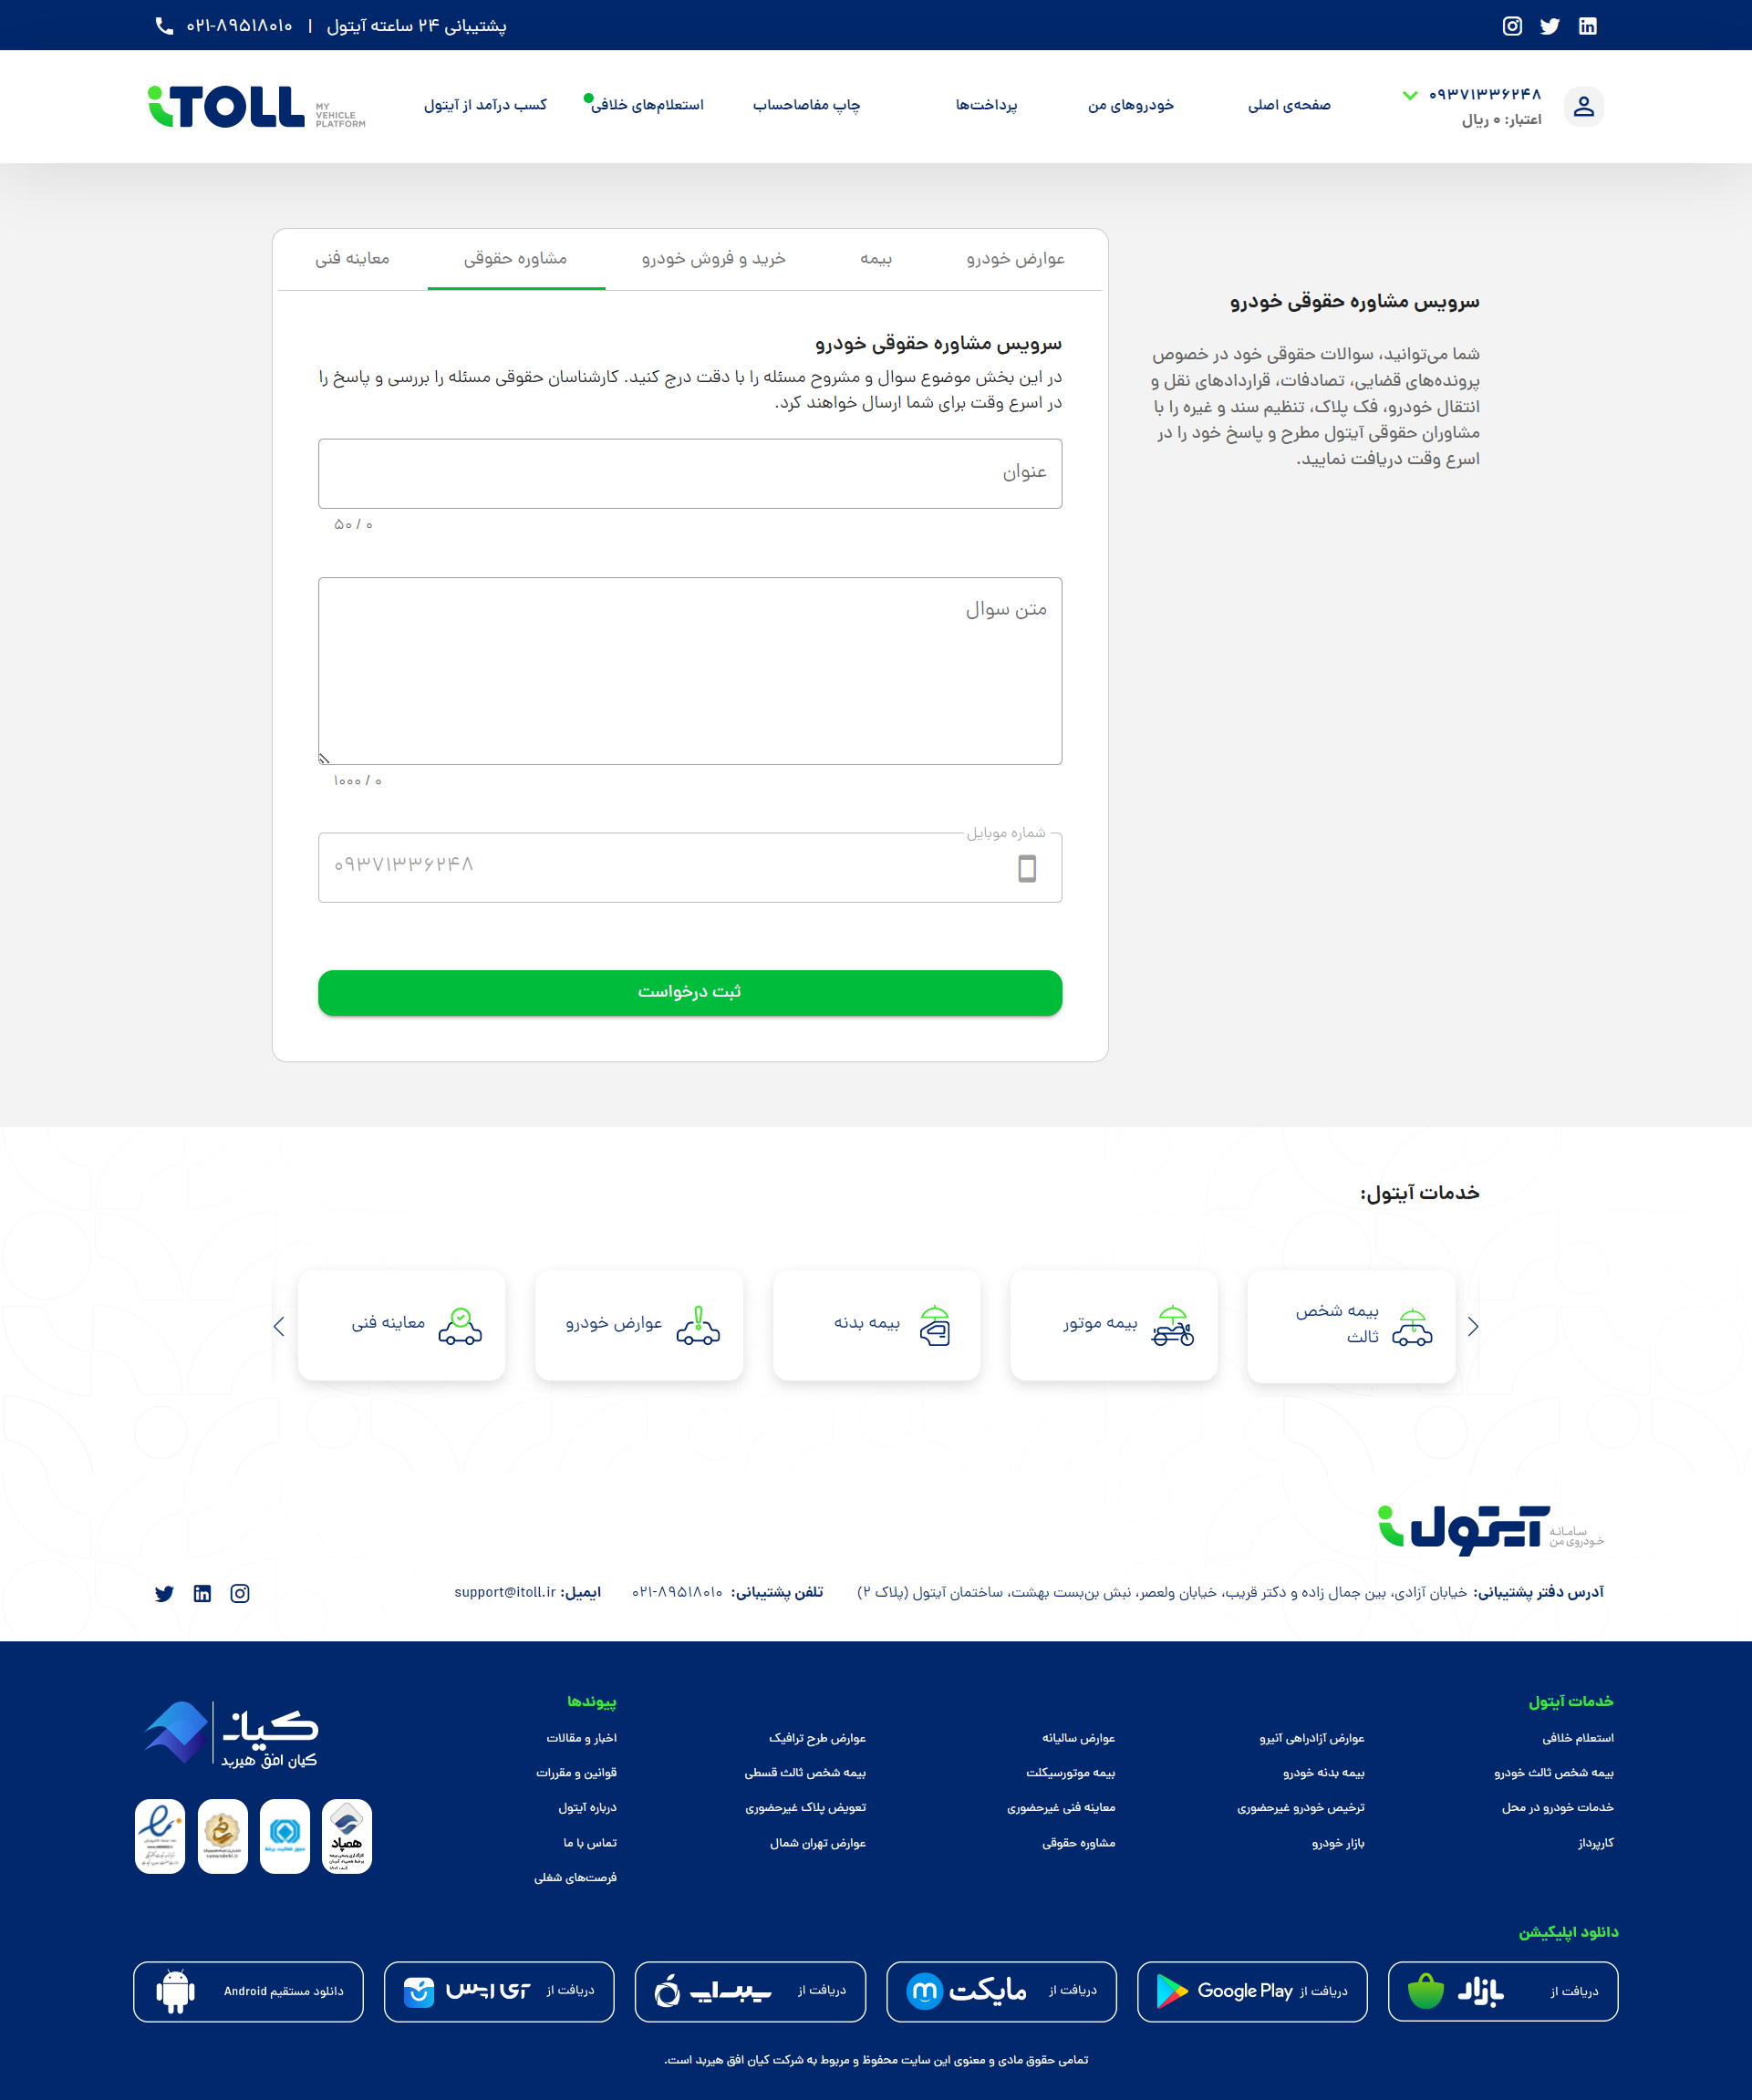 پشتیبانی ۲۴ ساعته آیتول | ۰۲۱-۸۹۵۱۸۰۱۰
۰۹۳۷۱۳۳۶۲۴۸
اعتبار: ۰ ریال
صفحه‌ی اصلی
خودروهای من
پرداخت‌ها
چاپ مفاصاحساب
استعلام‌های خلافی
کسب درآمد از آیتول
iTOLL
MY
VEHICLE
PLATFORM
سرویس مشاوره حقوقی خودرو
شما می‌توانید، سوالات حقوقی خود در خصوص
پرونده‌های قضایی، تصادفات، قراردادهای نقل و
انتقال خودرو، فک پلاک، تنظیم سند و غیره را با
مشاوران حقوقی آیتول مطرح و پاسخ خود را در
اسرع وقت دریافت نمایید.
عوارض خودرو
بیمه
خرید و فروش خودرو
مشاوره حقوقی
معاینه فنی
سرویس مشاوره حقوقی خودرو
در این بخش موضوع سوال و مشروح مسئله را با دقت درج کنید. کارشناسان حقوقی مسئله را بررسی و پاسخ را
در اسرع وقت برای شما ارسال خواهند کرد.
عنوان
۰ / ۵۰
متن سوال
۰ / ۱۰۰۰
شماره موبایل
۰۹۳۷۱۳۳۶۲۴۸
ثبت درخواست
خدمات آیتول:
بیمه شخص
ثالث
بیمه موتور
بیمه بدنه
عوارض خودرو
معاینه فنی
آیتول
سامانه
خودروی من
آدرس دفتر پشتیبانی: خیابان آزادی، بین جمال زاده و دکتر قریب، خیابان ولعصر، نبش بن‌بست بهشت، ساختمان آیتول (پلاک ۲)
تلفن پشتیبانی: ۰۲۱-۸۹۵۱۸۰۱۰
ایمیل: support@itoll.ir
خدمات آیتول
استعلام خلافی
بیمه شخص ثالث خودرو
خدمات خودرو در محل
کارپرداز
عوارض آزادراهی آنیرو
بیمه بدنه خودرو
ترخیص خودرو غیرحضوری
بازار خودرو
عوارض سالیانه
بیمه موتورسیکلت
معاینه فنی غیرحضوری
مشاوره حقوقی
عوارض طرح ترافیک
بیمه شخص ثالث قسطی
تعویض پلاک غیرحضوری
عوارض تهران شمال
پیوندها
اخبار و مقالات
قوانین و مقررات
درباره آیتول
تماس با ما
فرصت‌های شغلی
کیان
کیان افق هیربد
همپاد
دانلود اپلیکیشن
دریافت از بازار
دریافت از Google Play
دریافت از مایکت
دریافت از سیب‌اپ
دریافت از آی اپس
دانلود مستقیم Android
تمامی حقوق مادی و معنوی این سایت محفوظ و مربوط به شرکت کیان افق هیربد است.